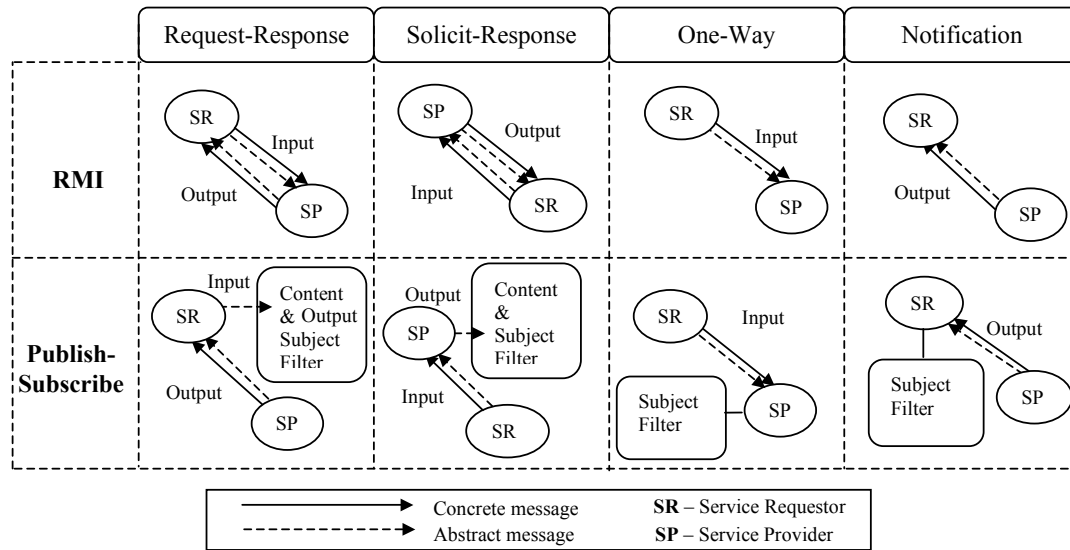 Request-Response
Solicit-Response
One-Way
Notification
RMI
SR
Input
Output
SP
SP
Output
Input
SR
SR
Input
SP
SR
Output
SP
Publish-
Subscribe
Input
SR
Content
& Output
Subject
Filter
Output
SP
Output
SP
Content
&
Subject
Filter
Input
SR
SR
Input
Subject
Filter
SP
SR
Output
Subject
Filter
SP
Concrete message
SR – Service Requestor
Abstract message
SP – Service Provider